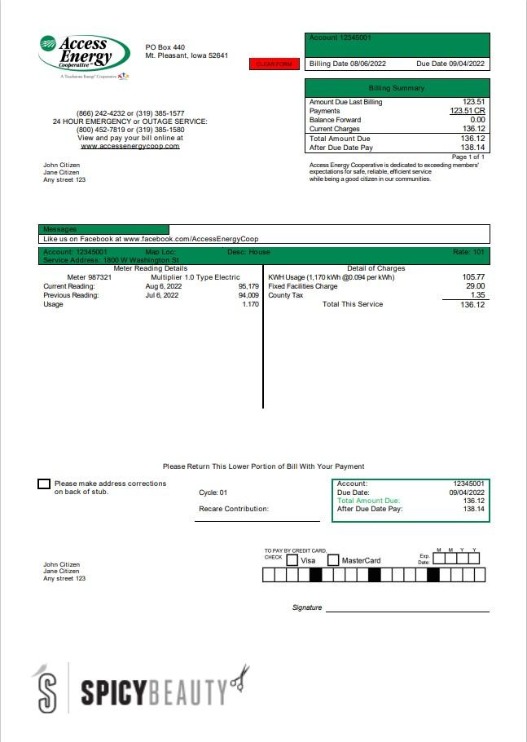 Access
Energy
Cooperative
A Touchstone Energy® Cooperative
PO Box 440
Mt. Pleasant, Iowa 52641
Account 12345001
Billing Date 08/06/2022 Due Date 09/04/2022
Billing Summary
Amount Due Last Billing 123.51
Payments 123.51 CR
Balance Forward 0.00
Current Charges 136.12
Total Amount Due 136.12
After Due Date Pay 138.14
Page 1 of 1
Access Energy Cooperative is dedicated to exceeding members'
expectations for safe, reliable, efficient service
while being a good citizen in our communities.
(866) 242-4232 or (319) 385-1577
24 HOUR EMERGENCY or OUTAGE SERVICE:
(800) 452-7819 or (319) 385-1580
View and pay your bill online at
www.accessenergycoop.com
John Citizen
Jane Citizen
Any street 123
Messages
Like us on Facebook at www.facebook.com/AccessEnergyCoop
Account: 12345001 Map Loc: Desc: House Rate: 101
Service Address: 1800 W Washington St
Meter Reading Details
Meter 987321 Multiplier 1.0 Type Electric
Current Reading: Aug 6, 2022 95,179
Previous Reading: Jul 6, 2022 94,009
Usage 1.170
Detail of Charges
KWH Usage (1,170 kWh @0.094 per kWh) 105.77
Fixed Facilities Charge 29.00
County Tax 1.35
Total This Service 136.12
Please Return This Lower Portion of Bill With Your Payment
Please make address corrections
on back of stub.
Cycle: 01
Recare Contribution:
Account: 12345001
Due Date: 09/04/2022
Total Amount Due: 136.12
After Due Date Pay: 138.14
John Citizen
Jane Citizen
Any street 123
TO PAY BY CREDIT CARD,
CHECK Visa MasterCard
Exp. Date: M M Y Y
Signature
SPICYBEAUTY